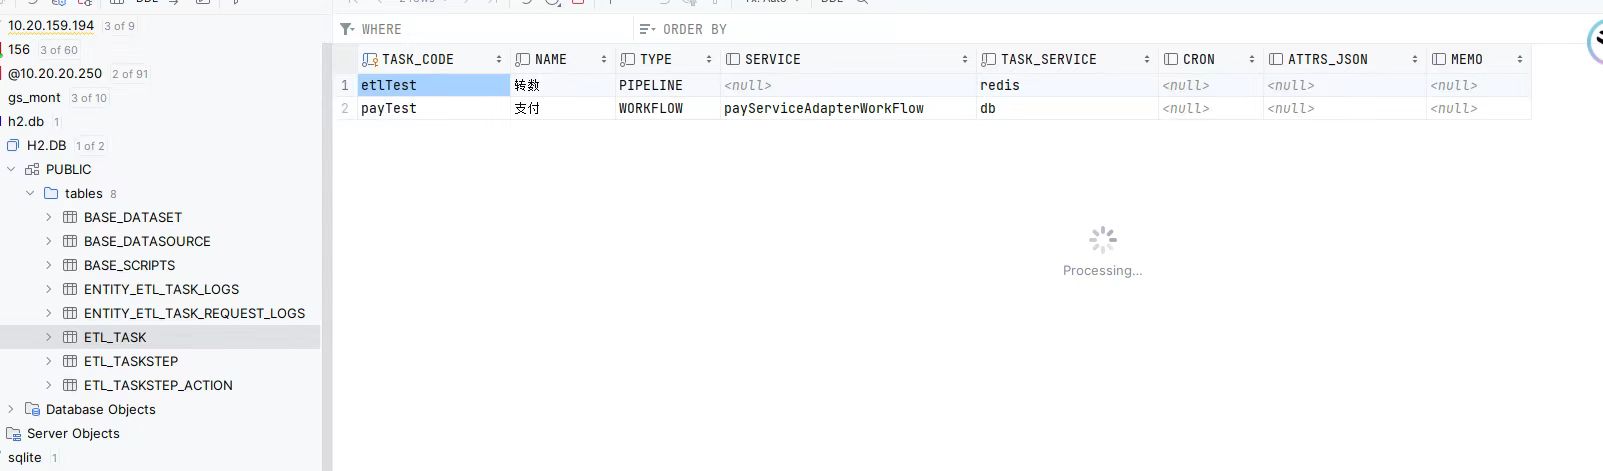 10.20.159.194 3 of 9
156 3 of 60
@10.20.20.250 2 of 91
gs_mont 3 of 10
h2.db 1
H2.DB 1 of 2
PUBLIC
tables 8
BASE_DATASET
BASE_DATASOURCE
BASE_SCRIPTS
ENTITY_ETL_TASK_LOGS
ENTITY_ETL_TASK_REQUEST_LOGS
ETL_TASK
ETL_TASKSTEP
ETL_TASKSTEP_ACTION
Database Objects
Server Objects
sqlite 1
WHERE ORDER BY
TASK_CODE NAME TYPE SERVICE TASK_SERVICE CRON ATTRS_JSON MEMO
1 etlTest 转数 PIPELINE <null> redis <null> <null> <null>
2 payTest 支付 WORKFLOW payServiceAdapterWorkFlow db <null> <null> <null>
Processing...